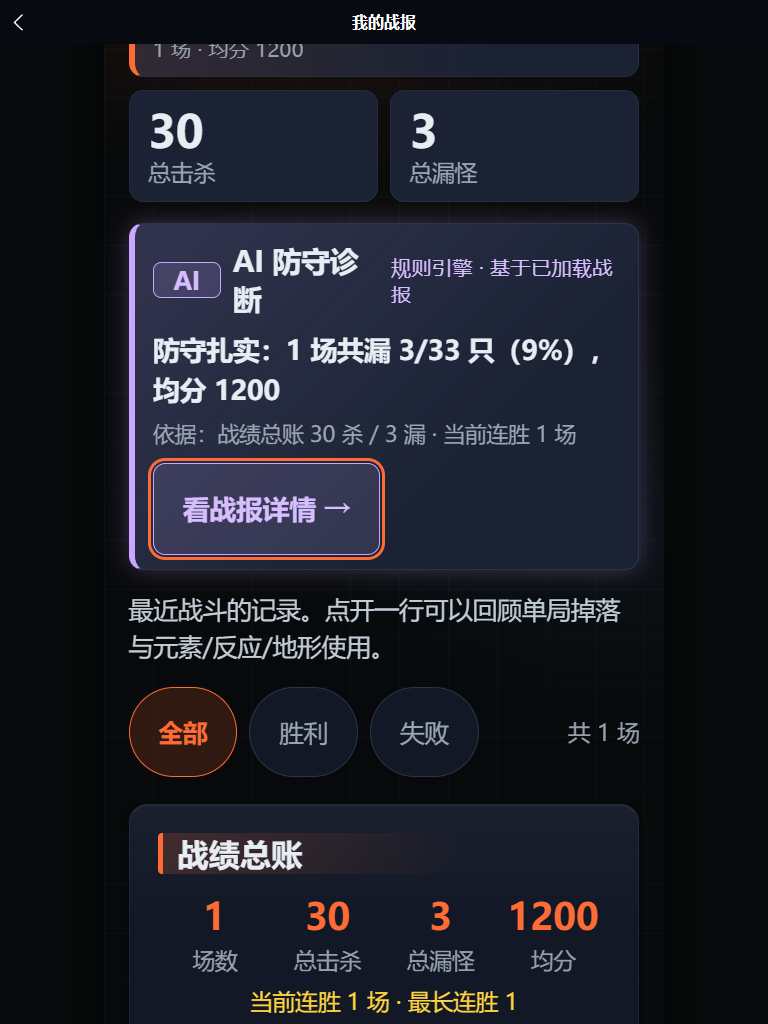 我的战报
1 场 · 均分 1200
30
总击杀
3
总漏怪
AI
AI 防守诊
断
规则引擎 · 基于已加载战
报
防守扎实：1 场共漏 3/33 只（9%），
均分 1200
依据：战绩总账 30 杀 / 3 漏 · 当前连胜 1 场
看战报详情 →
最近战斗的记录。点开一行可以回顾单局掉落
与元素/反应/地形使用。
全部 胜利 失败 共 1 场
战绩总账
1 30 3 1200
场数 总击杀 总漏怪 均分
当前连胜 1 场 · 最长连胜 1